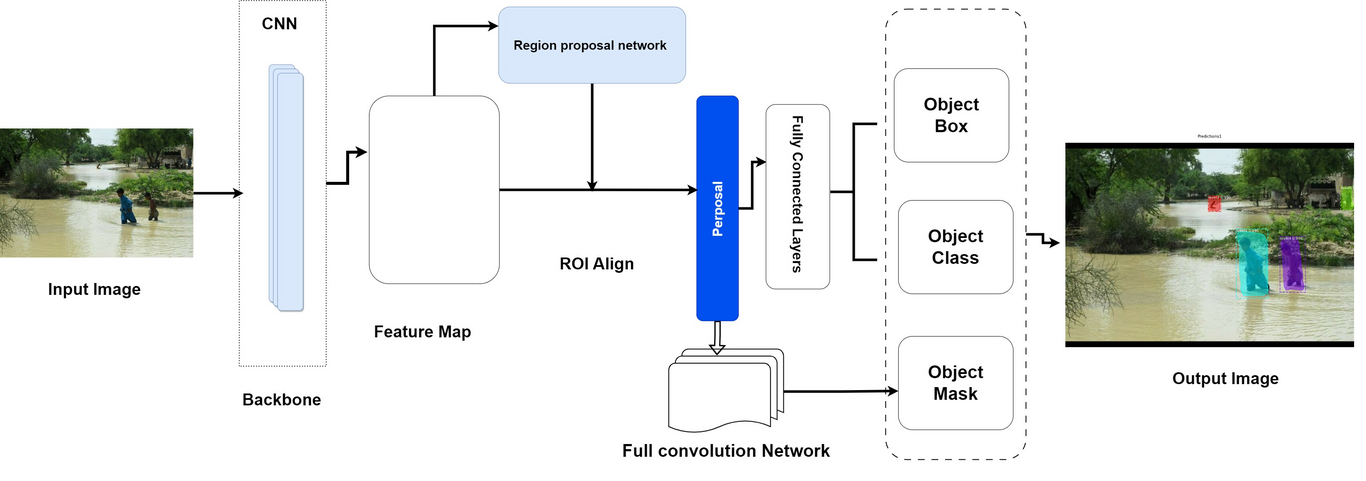 CNN
Region proposal network
Input Image
Backbone
Feature Map
ROI Align
Perposal
Fully Connected Layers
Full convolution Network
Object
Box
Object
Class
Object
Mask
Predictions1
Output Image